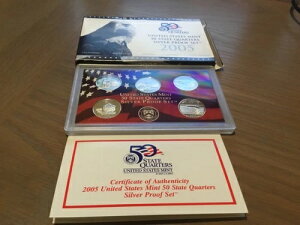 50
STATE
QUARTERS
UNITED STATES MINT
50 STATE QUARTERS
SILVER PROOF SET
2005
UNITED STATES MINT
50 STATE QUARTERS
SILVER PROOF SET
50
STATE
QUARTERS
UNITED STATES MINT
Certificate of Authenticity
2005 United States Mint 50 State Quarters
Silver Proof Set